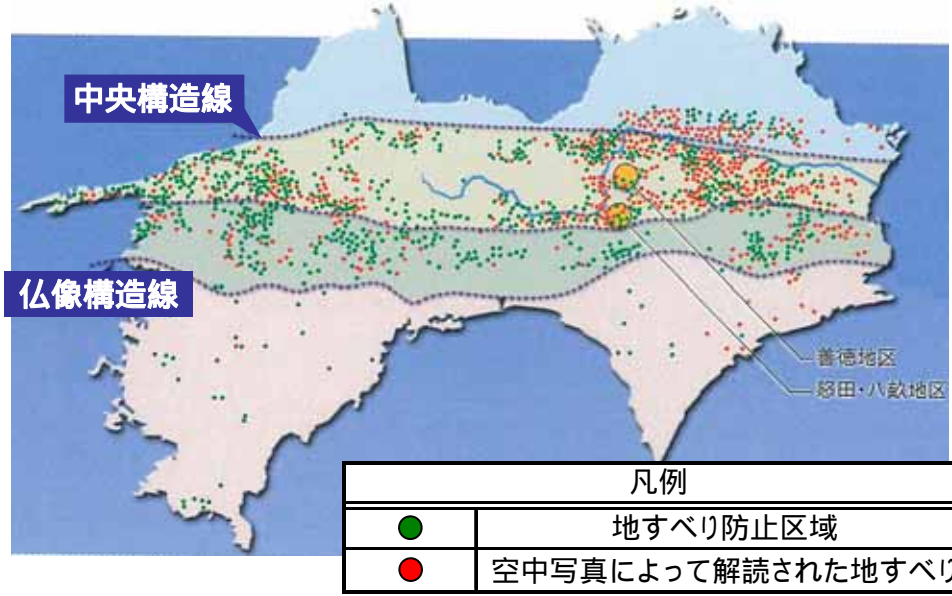 中央構造線
仏像構造線
善徳地区
怒田・八畝地区
凡例
地すべり防止区域
空中写真によって解読された地すべり